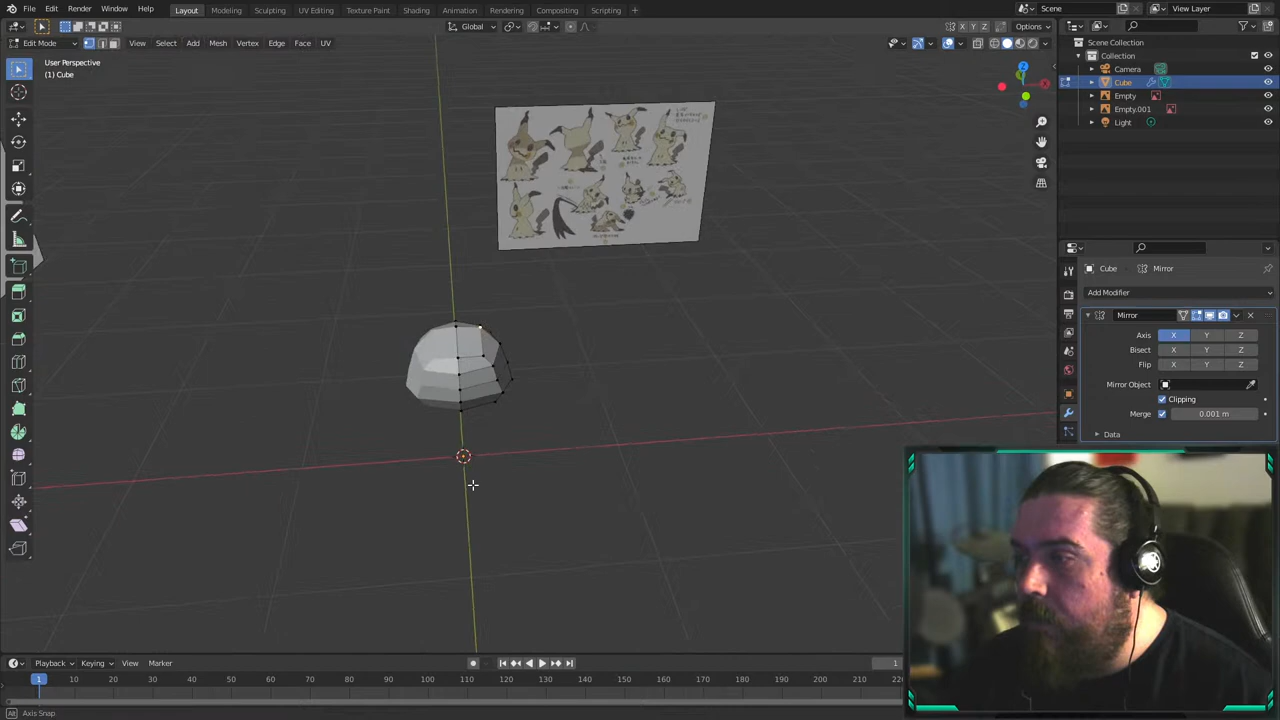 File Edit Render Window Help Layout Modeling Sculpting UV Editing Texture Paint Shading Animation Compositing Rendering Scripting + Scene View Layer
Global X Y Z Options
Edit Mode View Select Add Mesh Vertex Edge Face UV
User Perspective
(1) Cube
Z
Scene Collection
Collection
Camera
Cube
Empty
Empty.001
Light
Cube Mirror
Add Modifier
Mirror
Axis X Y Z
Bisect X Y Z
Flip X Y Z
Mirror Object
Clipping
Merge 0.001 m
Data
Playback Keying View Marker 1
1 10 20 30 40 50 60 70 80 90 100 110 120 130 140 150 160 170 180 190 200 210 220
Axis Snap